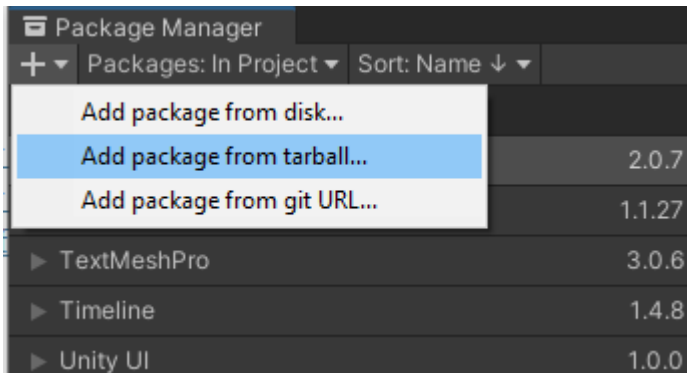 Package Manager
+ ▾ Packages: In Project ▾ Sort: Name ↓ ▾
Add package from disk...
Add package from tarball...
2.0.7
Add package from git URL...
1.1.27
▶ TextMeshPro 3.0.6
▶ Timeline 1.4.8
▶ Unity UI 1.0.0